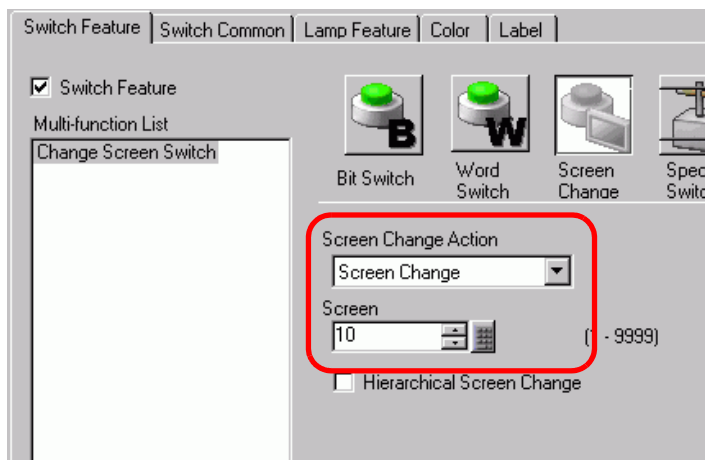 Switch Feature Switch Common Lamp Feature Color Label
Switch Feature
Multi-function List
Change Screen Switch
B W
Bit Switch
Word
Switch
Screen
Change
Screen Change Action
Screen Change
Screen
10
- 9999)
Hierarchical Screen Change